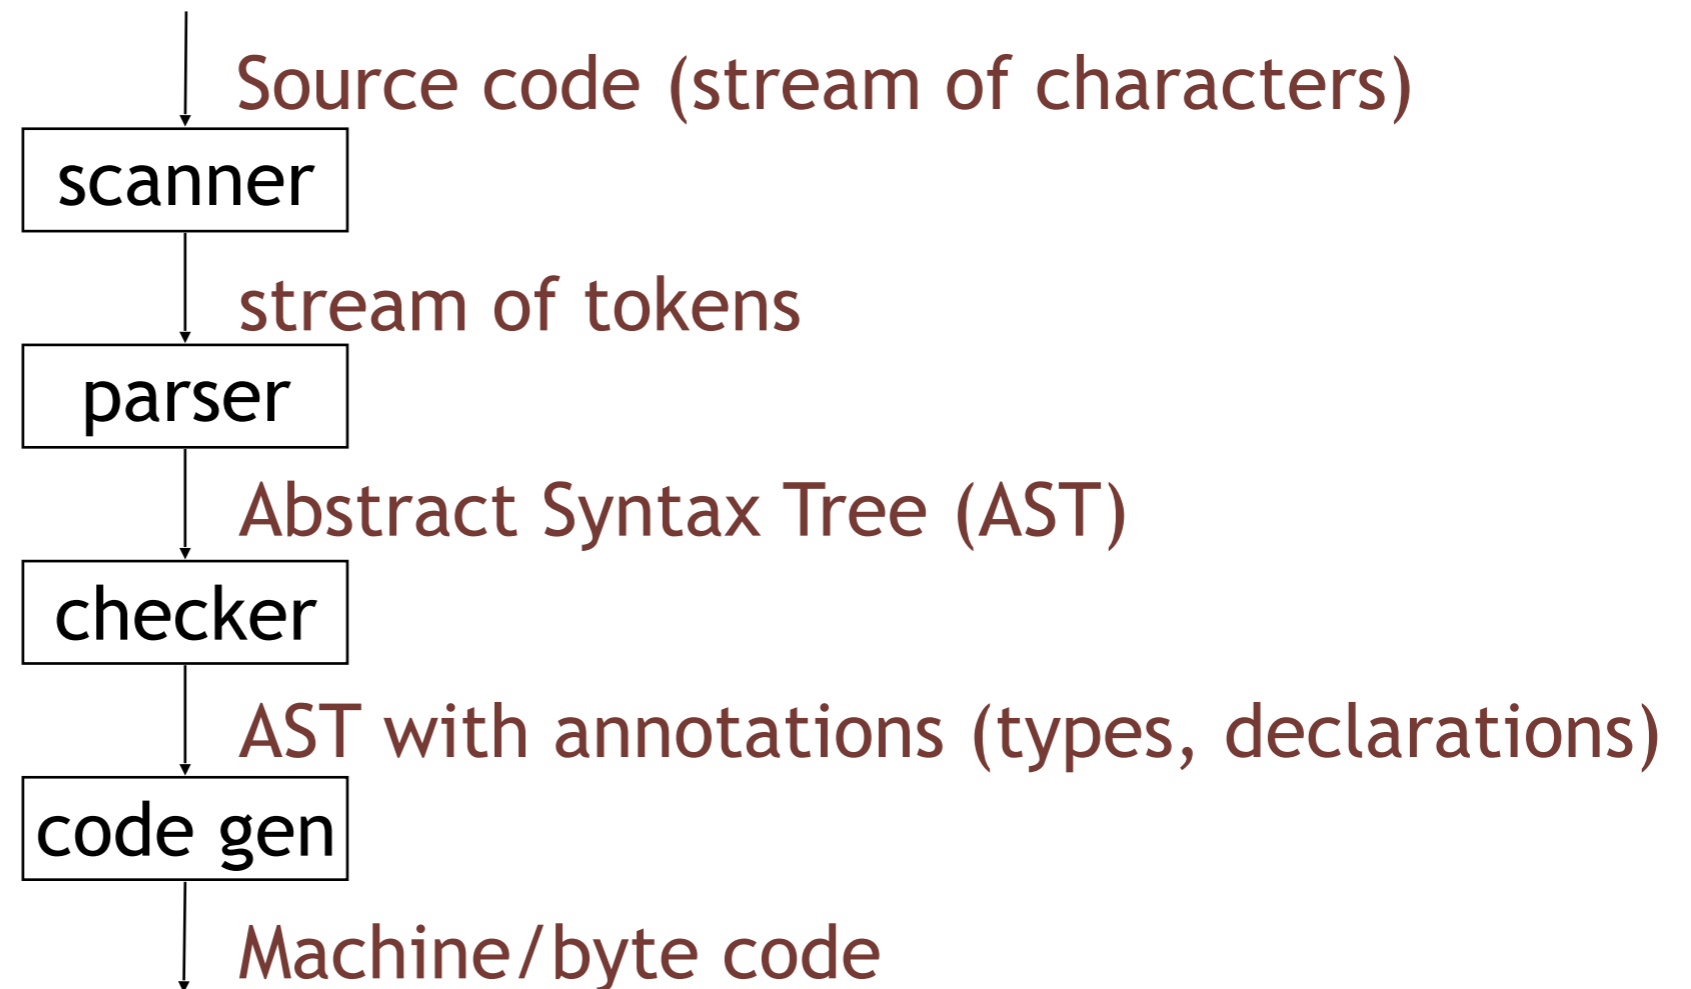 Source code (stream of characters)
scanner
stream of tokens
parser
Abstract Syntax Tree (AST)
checker
AST with annotations (types, declarations)
code gen
Machine/byte code